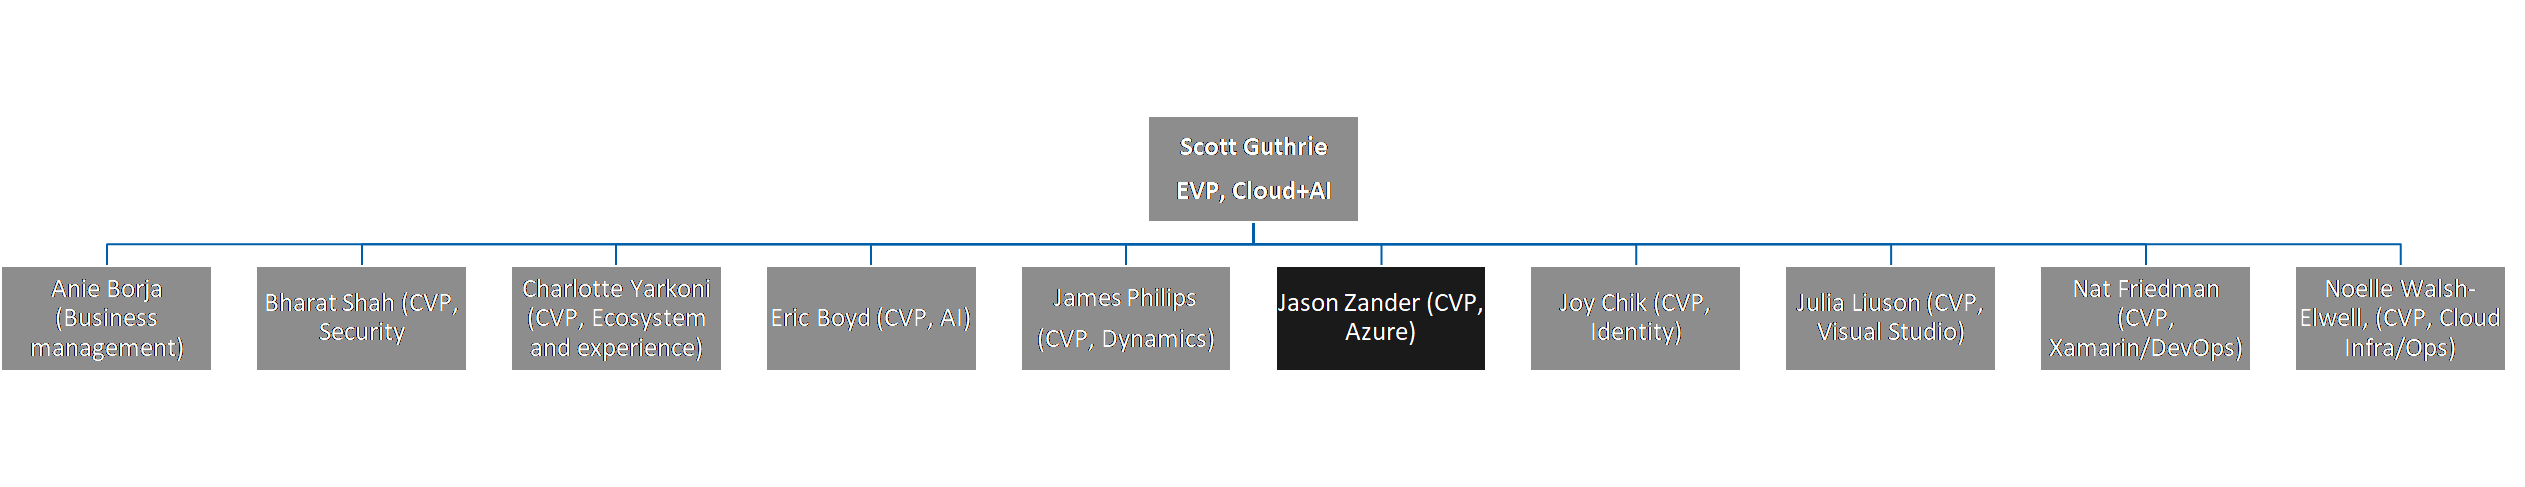 Scott Guthrie
EVP, Cloud+AI
Anie Borja
(Business
management)
Bharat Shah (CVP,
Security
Charlotte Yarkoni
(CVP, Ecosystem
and experience)
Eric Boyd (CVP, AI)
James Philips
(CVP, Dynamics)
Jason Zander (CVP,
Azure)
Joy Chik (CVP,
Identity)
Julia Liuson (CVP,
Visual Studio)
Nat Friedman
(CVP,
Xamarin/DevOps)
Noelle Walsh-
Elwell, (CVP, Cloud
Infra/Ops)